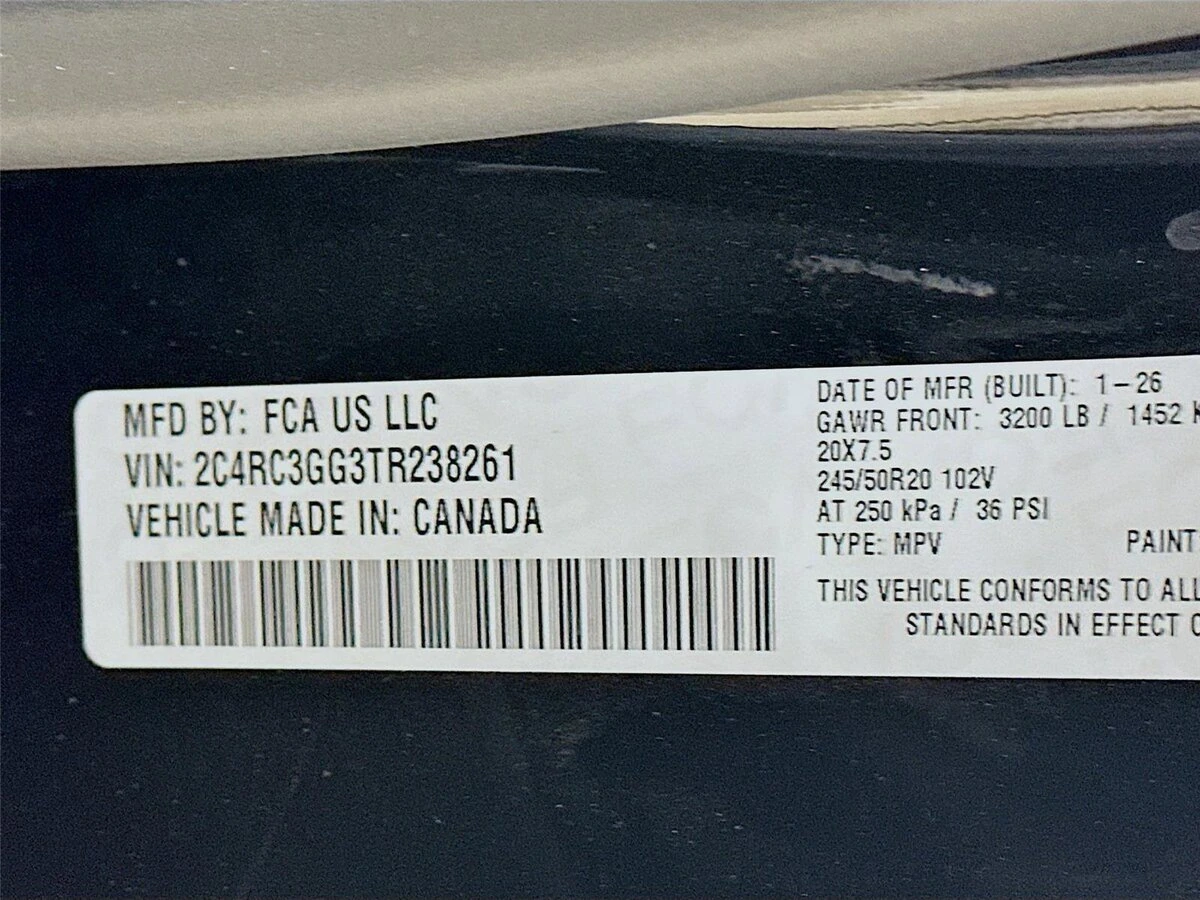 MFD BY: FCA US LLC
VIN: 2C4RC3GG3TR238261
VEHICLE MADE IN: CANADA
DATE OF MFR (BUILT): 1-26
GAWR FRONT: 3200 LB / 1452 K
20X7.5
245/50R20 102V
AT 250 kPa / 36 PSI
TYPE: MPV PAINT:
THIS VEHICLE CONFORMS TO ALL
STANDARDS IN EFFECT O